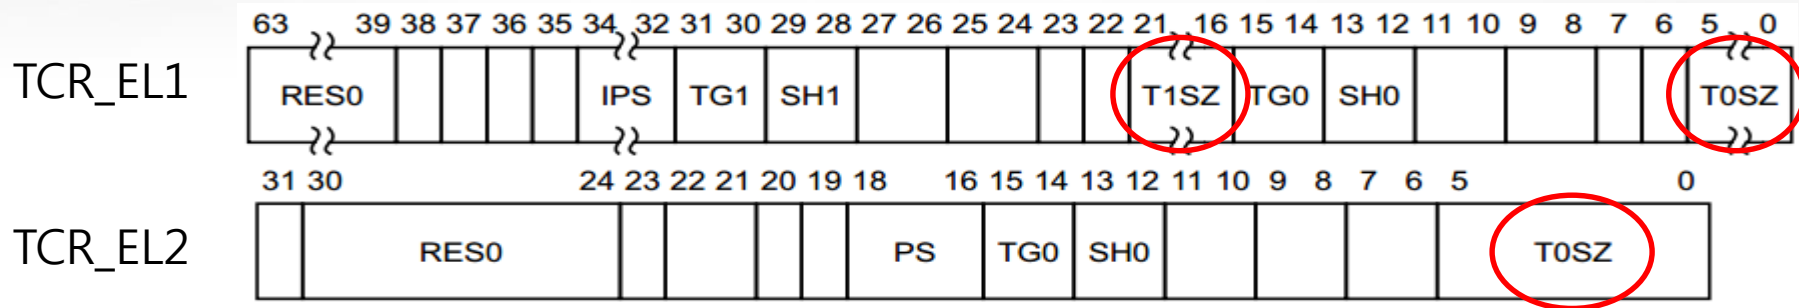 63 39 38 37 36 35 34 32 31 30 29 28 27 26 25 24 23 22 21 16 15 14 13 12 11 10 9 8 7 6 5 0
TCR_EL1 RES0 IPS TG1 SH1 T1SZ TG0 SH0 T0SZ
31 30 24 23 22 21 20 19 18 16 15 14 13 12 11 10 9 8 7 6 5 0
TCR_EL2 RES0 PS TG0 SH0 T0SZ